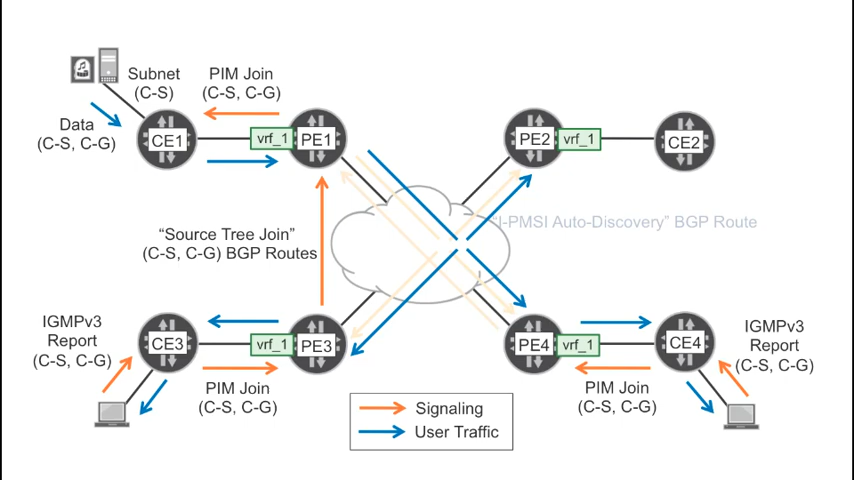 Subnet
(C-S)
PIM Join
(C-S, C-G)
Data
(C-S, C-G)
CE1
vrf_1
PE1
PE2
vrf_1
CE2
"I-PMSI Auto-Discovery" BGP Route
“Source Tree Join”
(C-S, C-G) BGP Routes
IGMPv3
Report
(C-S, C-G)
CE3
vrf_1
PE3
PIM Join
(C-S, C-G)
PE4
vrf_1
CE4
PIM Join
(C-S, C-G)
IGMPv3
Report
(C-S, C-G)
Signaling
User Traffic